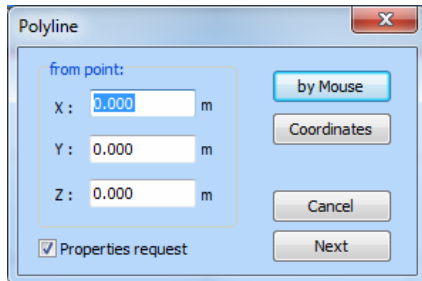 Polyline
from point:
X : 0.000 m
Y : 0.000 m
Z : 0.000 m
Properties request
by Mouse
Coordinates
Cancel
Next